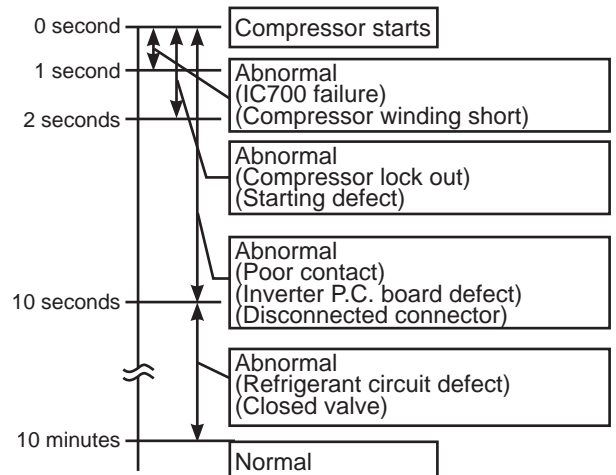 0 second
Compressor starts
1 second
Abnormal
(IC700 failure)
(Compressor winding short)
2 seconds
Abnormal
(Compressor lock out)
(Starting defect)
Abnormal
(Poor contact)
(Inverter P.C. board defect)
(Disconnected connector)
10 seconds
Abnormal
(Refrigerant circuit defect)
(Closed valve)
10 minutes
Normal